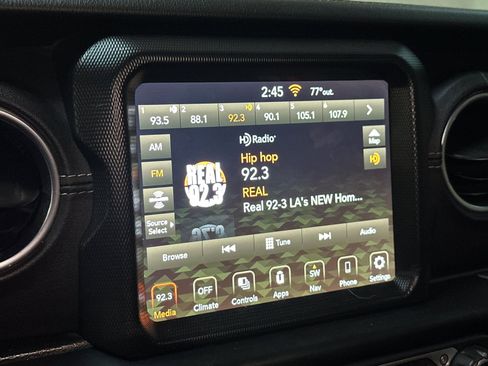 2:45 77°out.
1 2 3 4 5 6
93.5 88.1 92.3 90.1 105.1 107.9
AM
FM
Source Select
HD Radio
Hip hop
92.3
REAL
Real 92-3 LA's NEW Hom...
REAL
92.3
Map
HD
Browse Tune Audio
92.3 OFF SW
Media Climate Controls Apps Nav Phone Settings